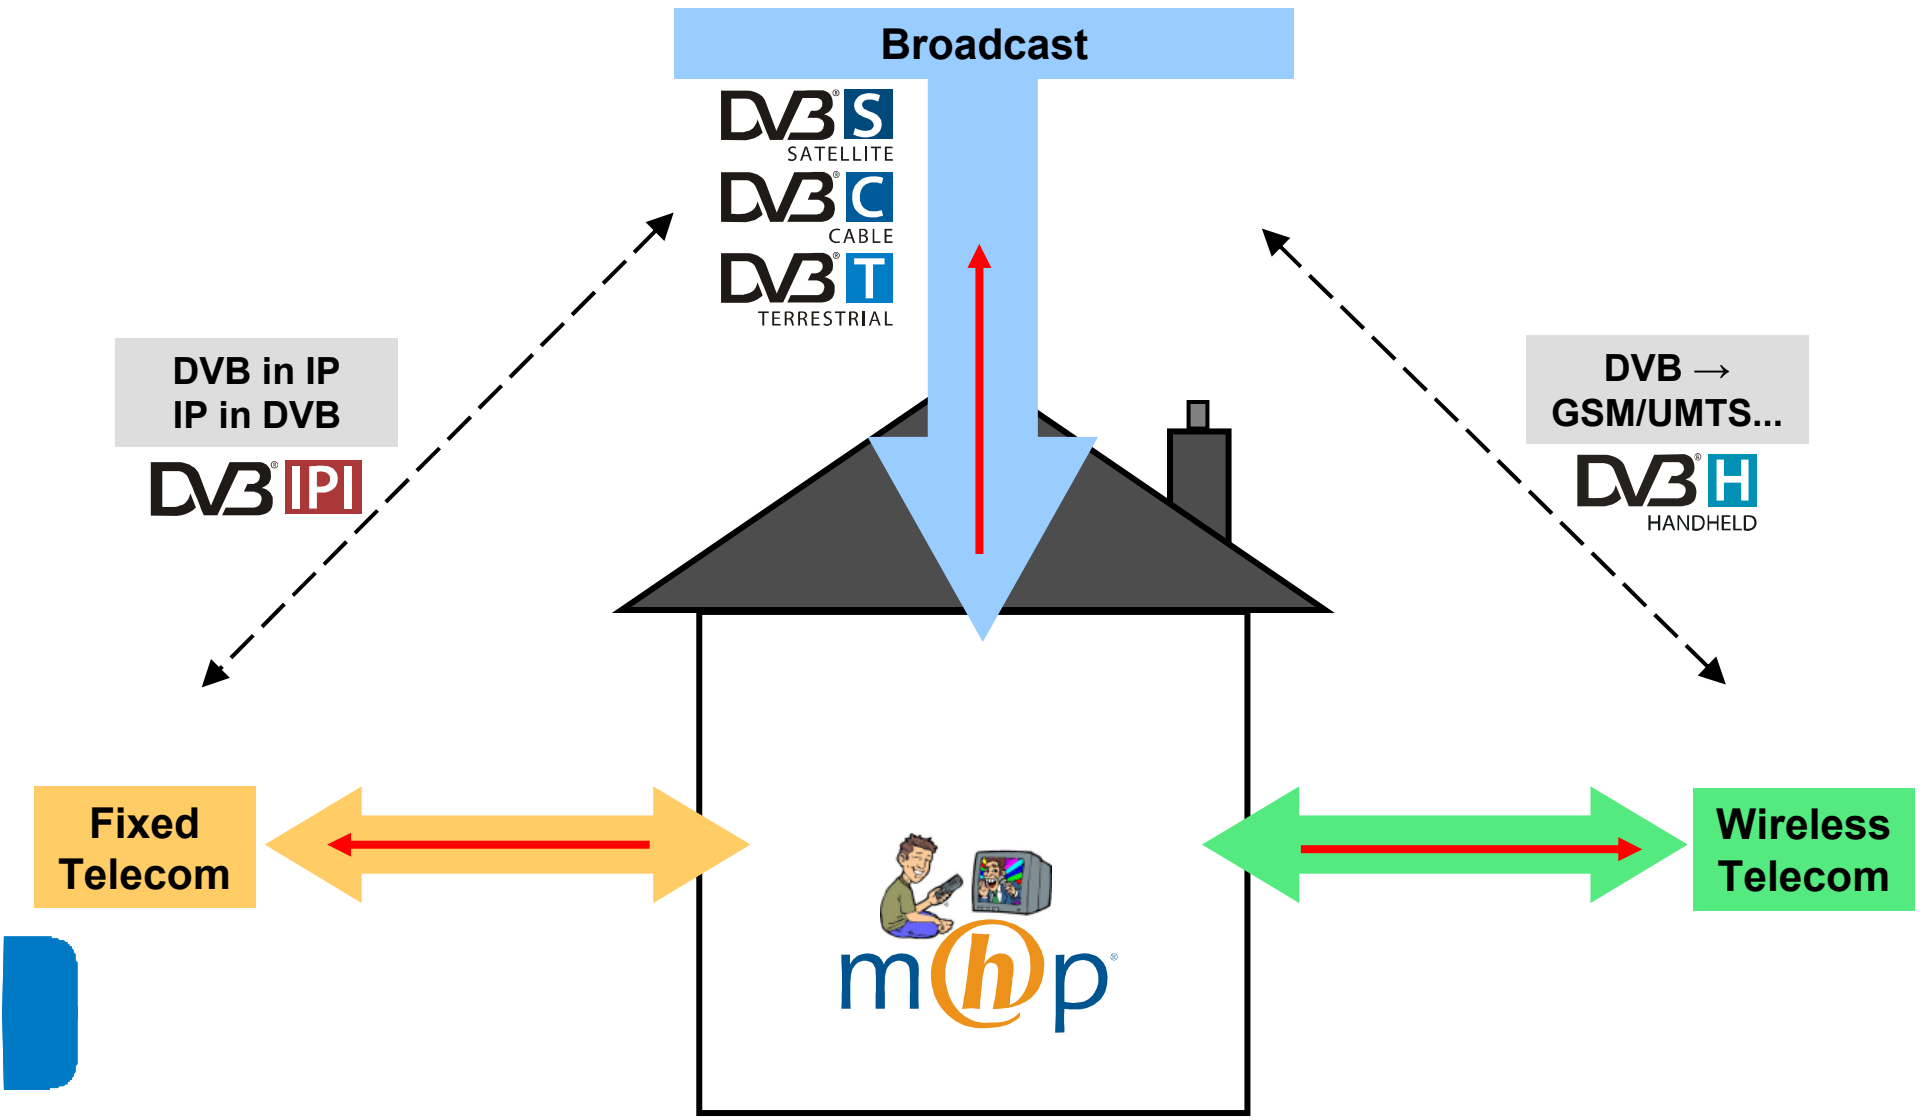 Broadcast
DVB® S
SATELLITE
DVB® C
CABLE
DVB® T
TERRESTRIAL
DVB in IP
IP in DVB
DVB® IPI
DVB →
GSM/UMTS...
DVB® H
HANDHELD
Fixed
Telecom
Wireless
Telecom
mhp®